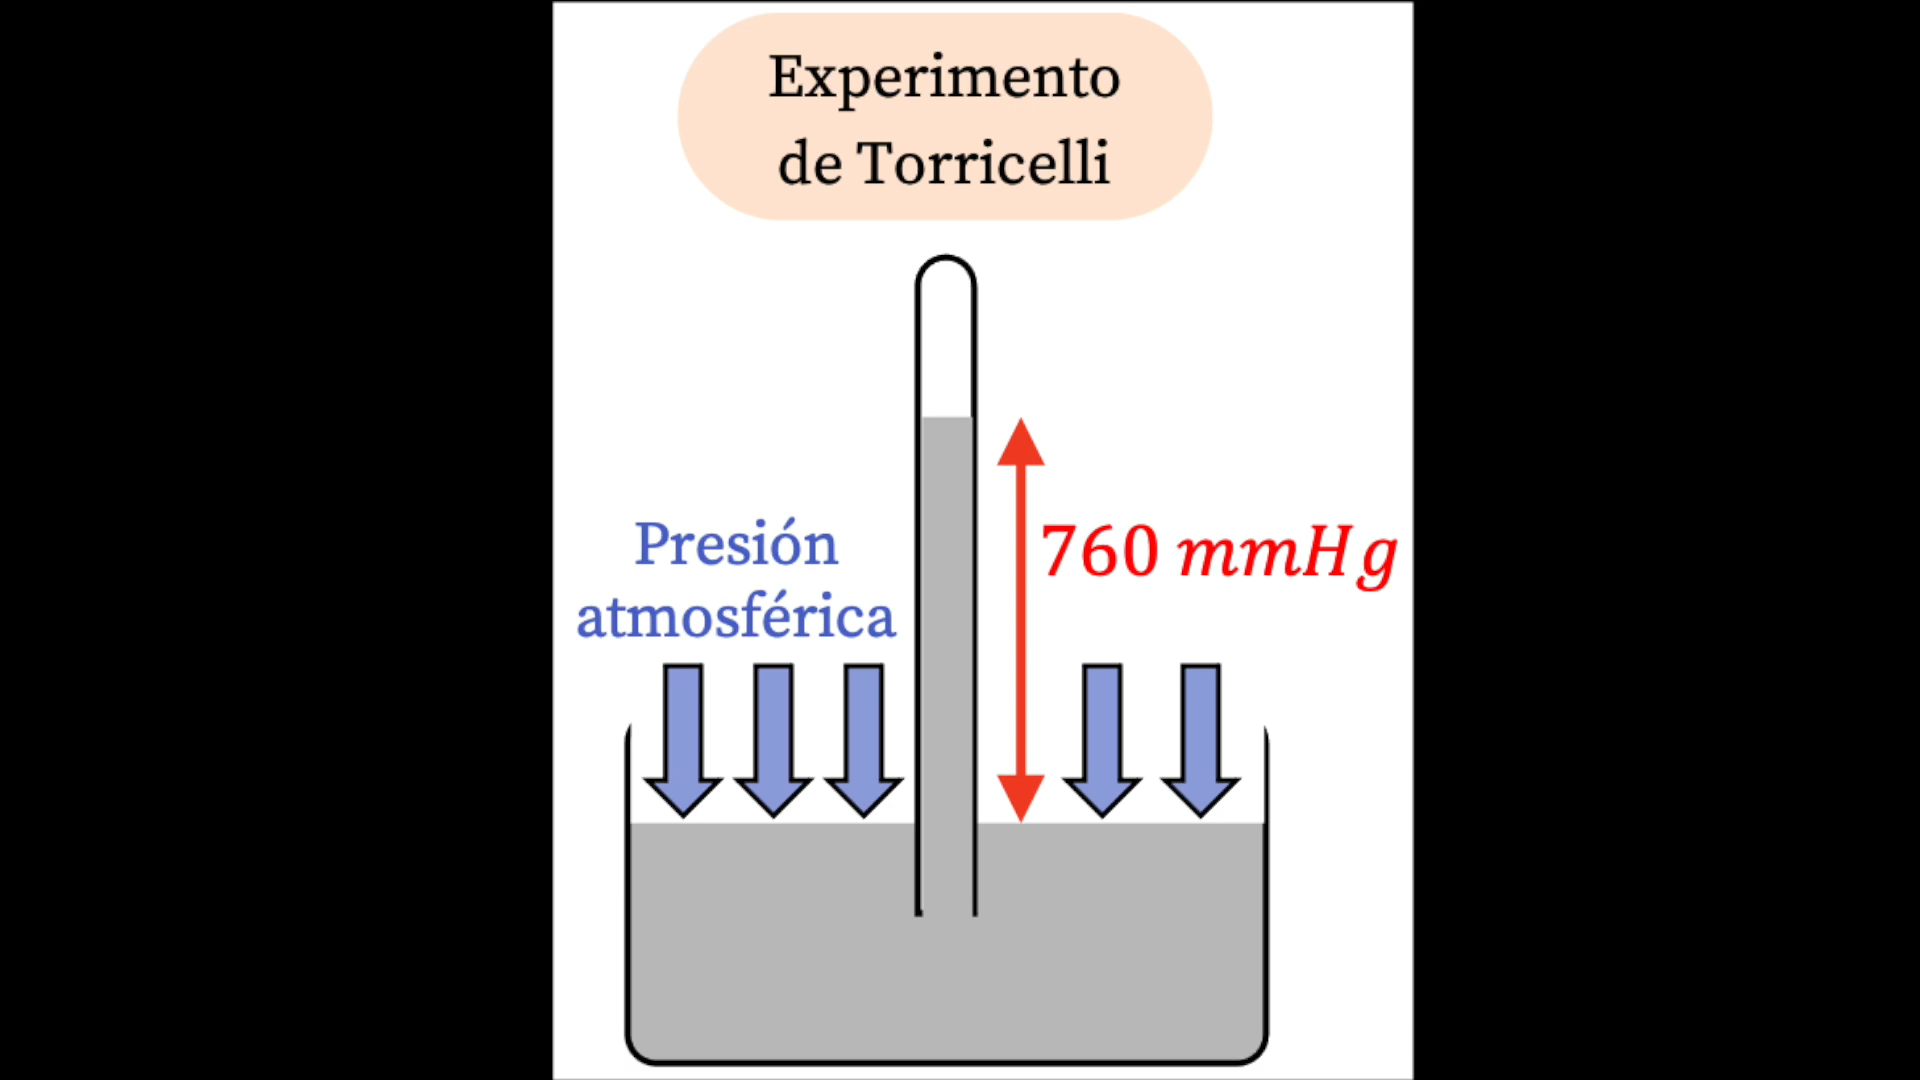 Experimento
de Torricelli
Presión
atmosférica
760 mmHg